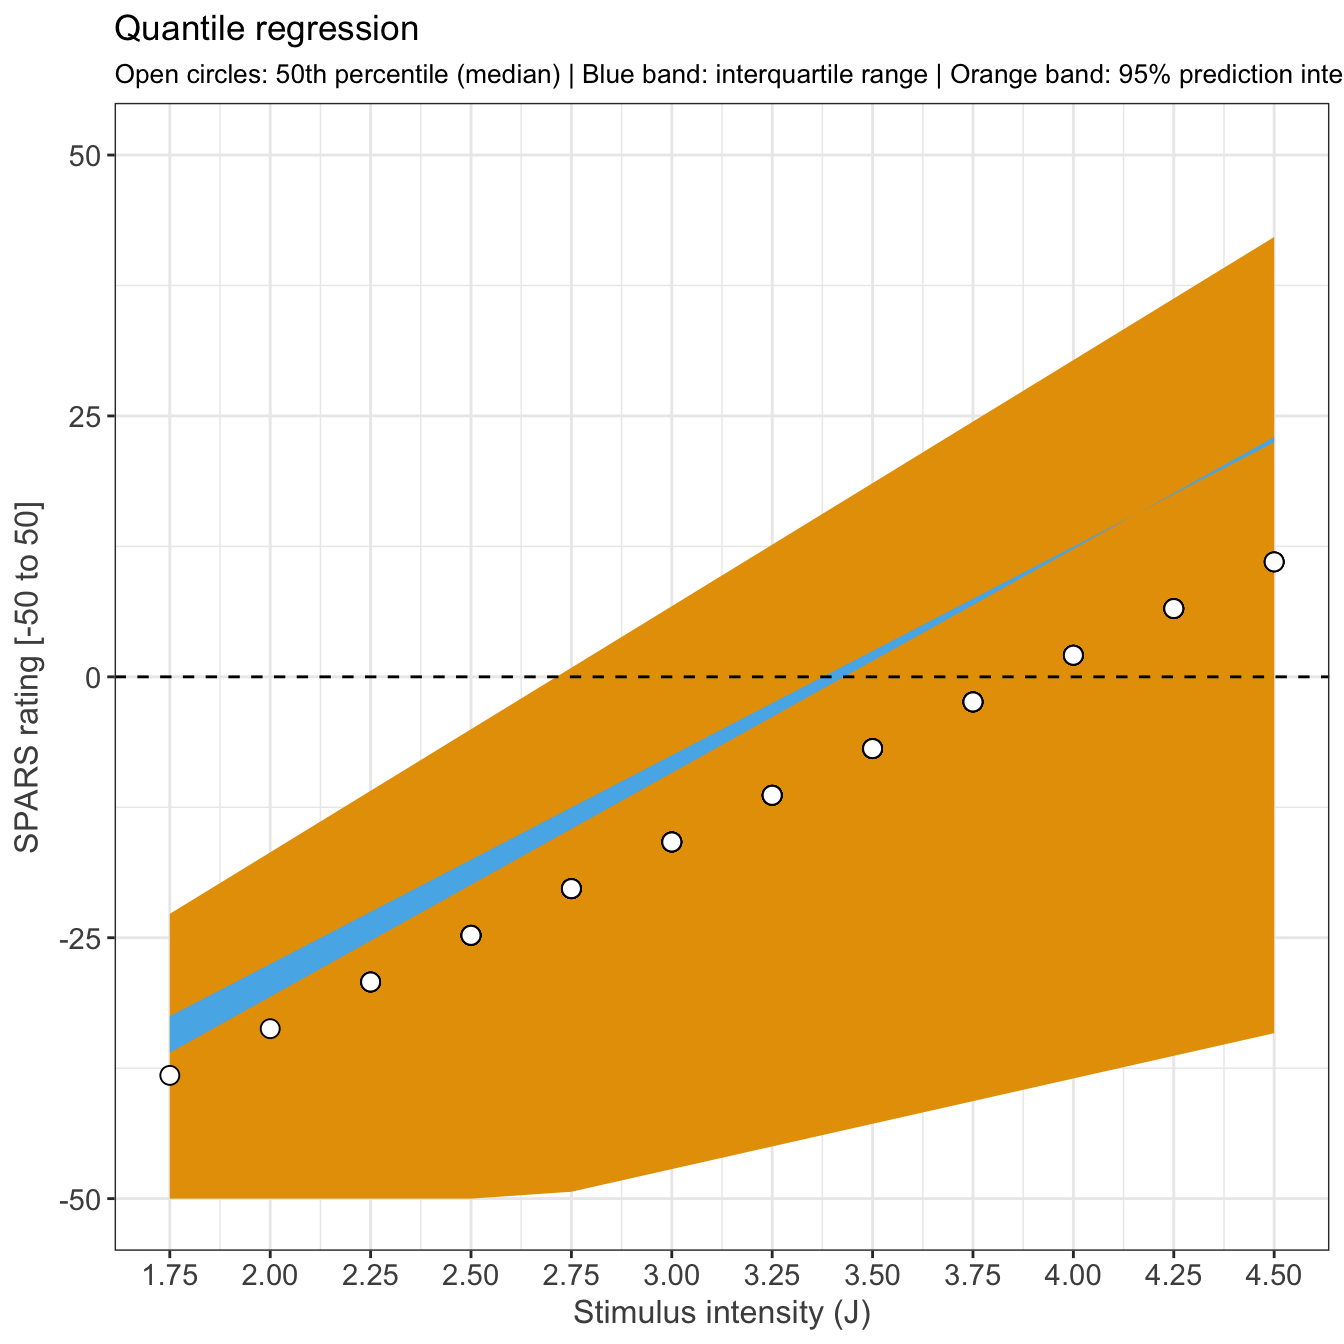 Quantile regression
Open circles: 50th percentile (median) | Blue band: interquartile range | Orange band: 95% prediction inte
50
25
0
-25
-50
SPARS rating [-50 to 50]
1.75 2.00 2.25 2.50 2.75 3.00 3.25 3.50 3.75 4.00 4.25 4.50
Stimulus intensity (J)